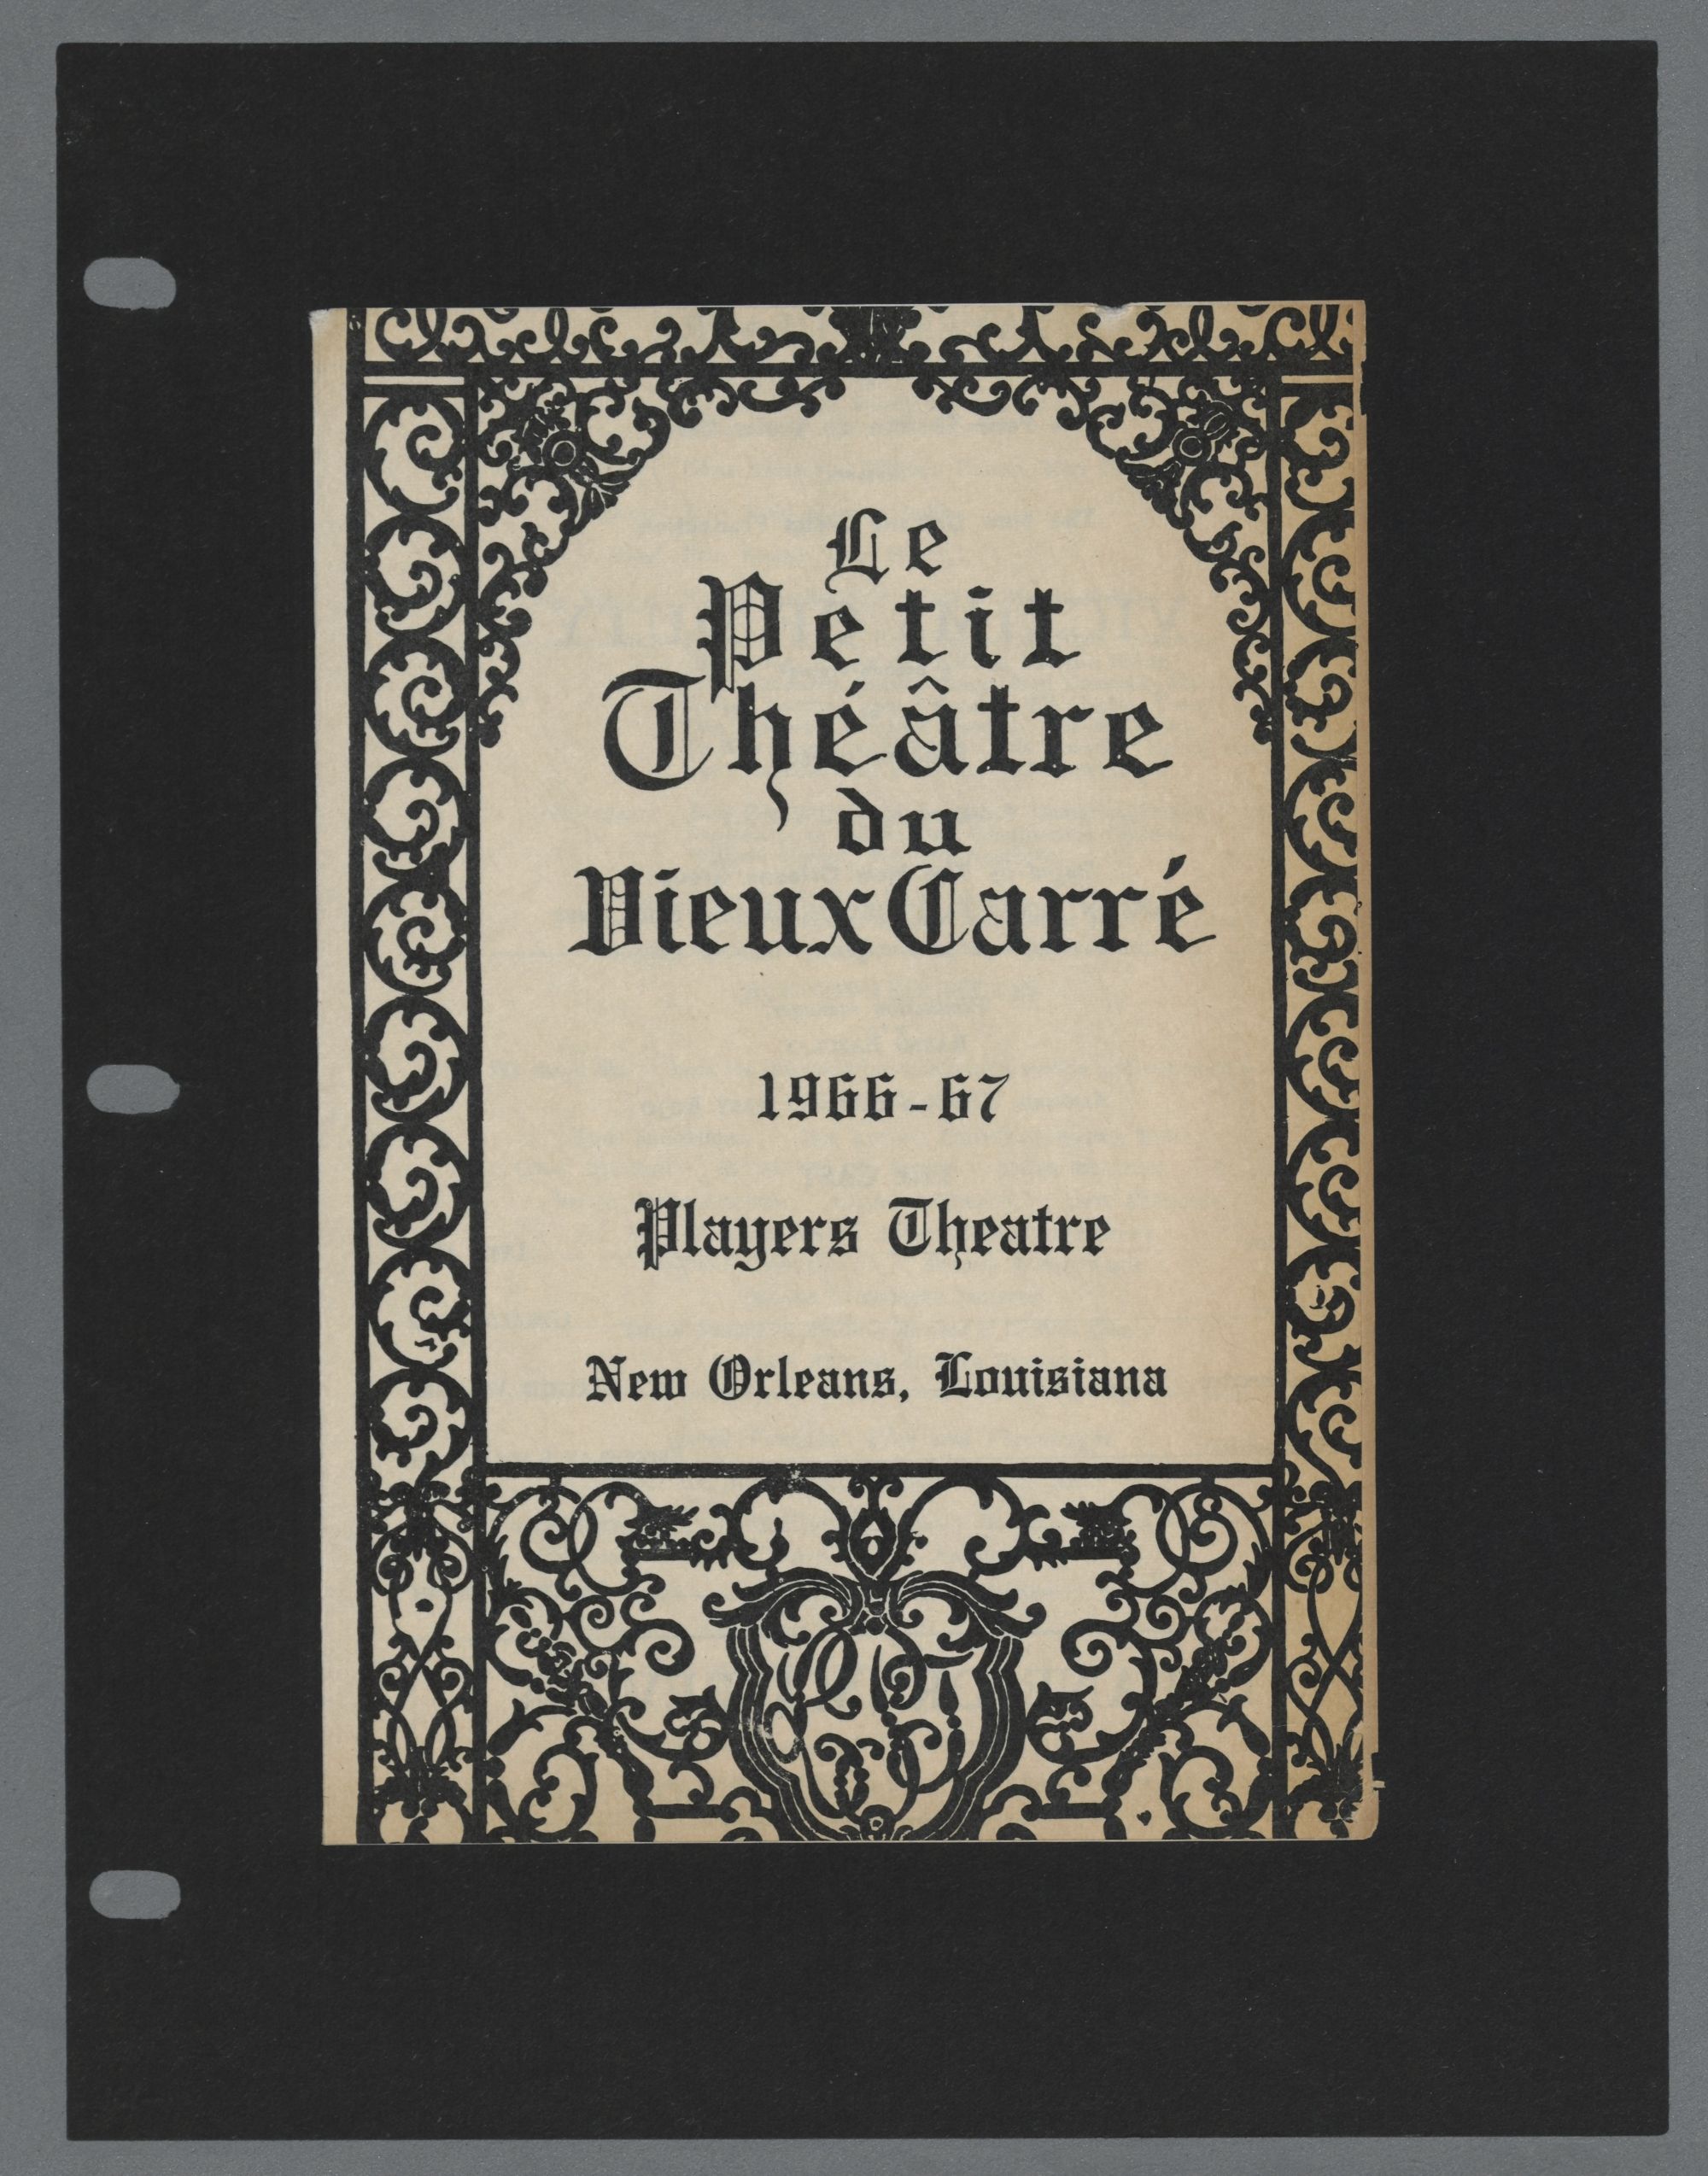 Le
Petit
Théâtre
du
Vieux Carré
1966-67
Players Theatre
New Orleans, Louisiana